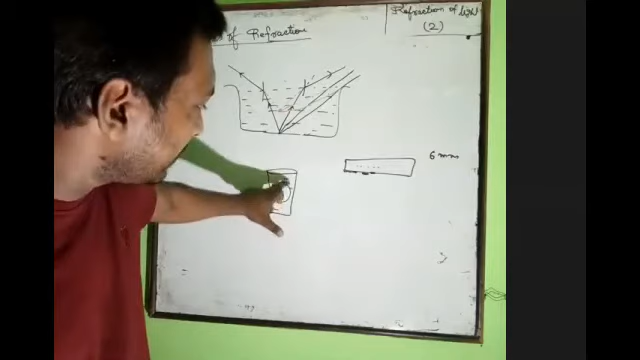 of Refraction
Refraction of light
(2)
6 mm